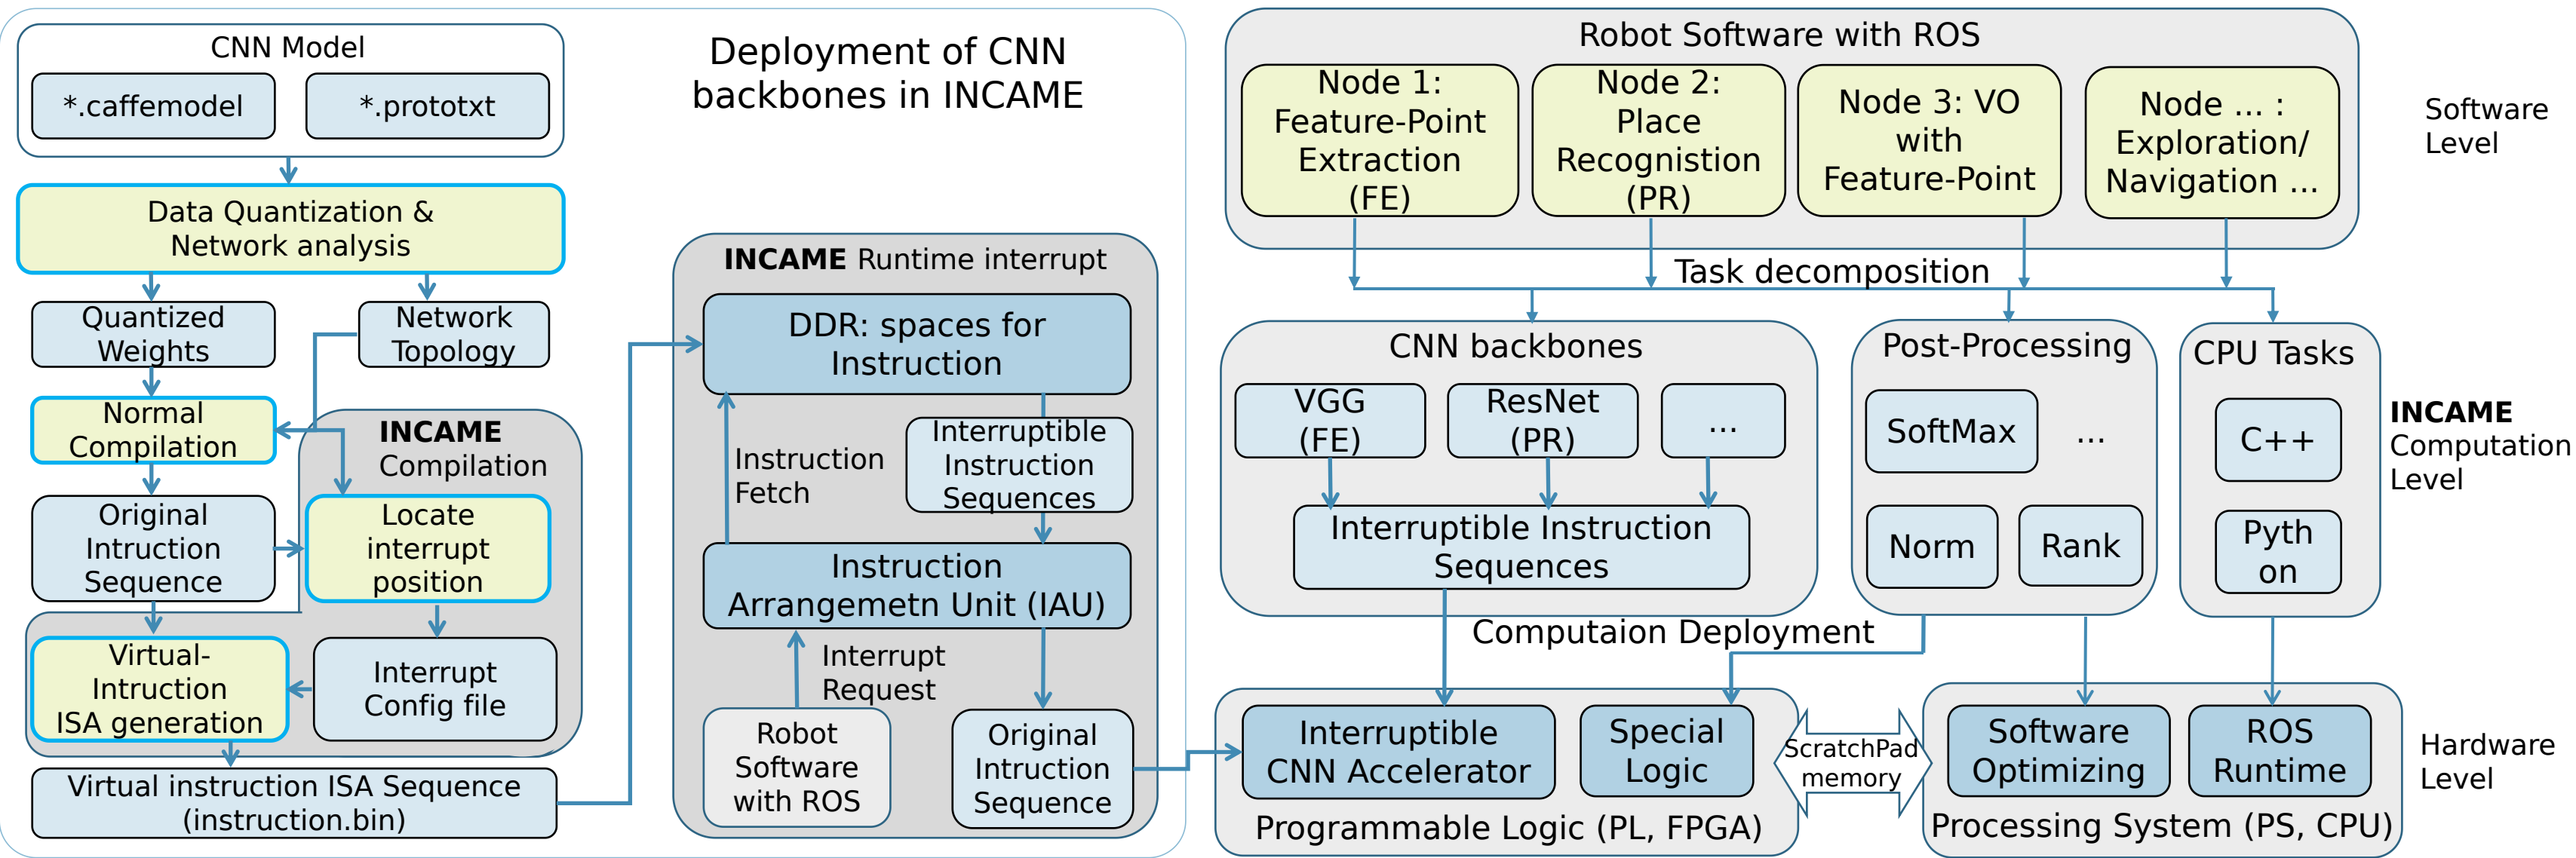 CNN Model
*.caffemodel
*.prototxt
Data Quantization &
Network analysis
Quantized
Weights
Network
Topology
Normal
Compilation
INCAME
Compilation
Original
Intruction
Sequence
Locate
interrupt
position
Virtual-
Intruction
ISA generation
Interrupt
Config file
Virtual instruction ISA Sequence
(instruction.bin)
Deployment of CNN
backbones in INCAME
INCAME Runtime interrupt
DDR: spaces for
Instruction
Instruction
Fetch
Interruptible
Instruction
Sequences
Instruction
Arrangemetn Unit (IAU)
Interrupt
Request
Robot
Software
with ROS
Original
Intruction
Sequence
Robot Software with ROS
Node 1:
Feature-Point
Extraction
(FE)
Node 2:
Place
Recognistion
(PR)
Node 3: VO
with
Feature-Point
Node ... :
Exploration/
Navigation ...
Software
Level
Task decomposition
CNN backbones
VGG
(FE)
ResNet
(PR)
...
Interruptible Instruction
Sequences
Post-Processing
SoftMax
...
Norm
Rank
CPU Tasks
C++
Pyth
on
INCAME
Computation
Level
Computaion Deployment
Interruptible
CNN Accelerator
Special
Logic
Programmable Logic (PL, FPGA)
ScratchPad
memory
Software
Optimizing
ROS
Runtime
Processing System (PS, CPU)
Hardware
Level